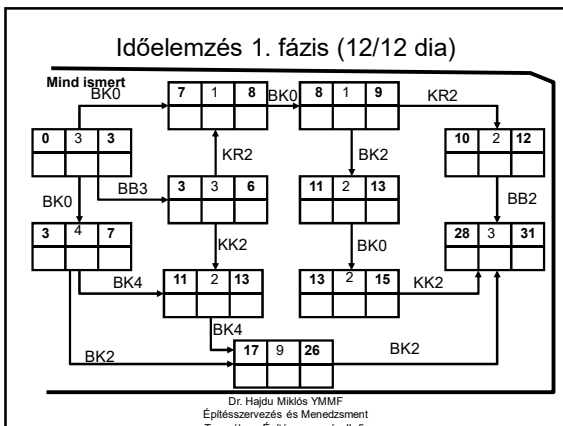 Időelemzés 1. fázis (12/12 dia)
Mind ismert
BK0
7 1 8
BK0
8 1 9
KR2
0 3 3
10 2 12
KR2
BK2
BB3
3 3 6
11 2 13
BK0
BB2
3 4 7
28 3 31
KK2
BK0
BK4
11 2 13
13 2 15
KK2
BK4
BK2
17 9 26
BK2
Dr. Hajdu Miklós YMMF
Építésszervezés és Menedzsment